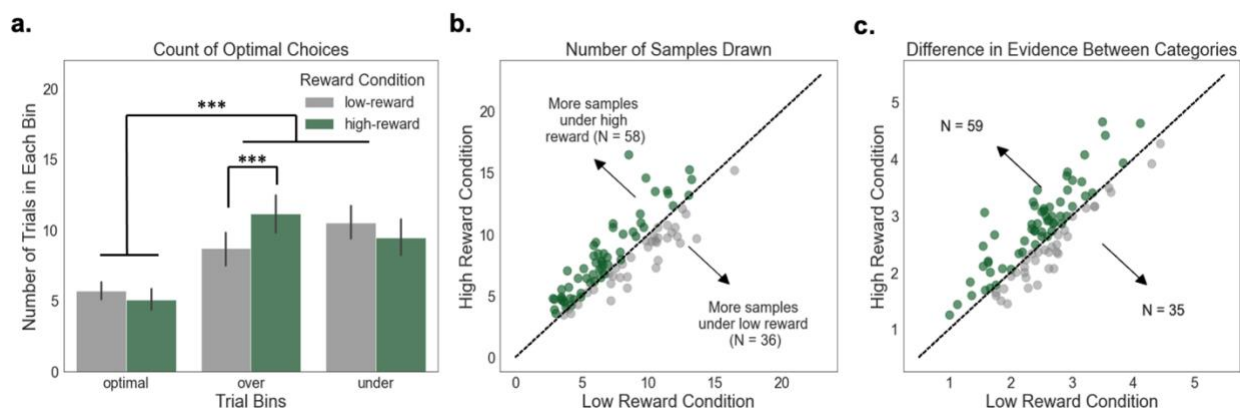 a.
Count of Optimal Choices
Number of Trials in Each Bin
20
15
10
5
0
Reward Condition
low-reward
high-reward
***
***
optimal over under
Trial Bins
b.
Number of Samples Drawn
High Reward Condition
20
15
10
5
0
More samples
under high
reward (N = 58)
More samples
under low reward
(N = 36)
0 5 10 15 20
Low Reward Condition
c.
Difference in Evidence Between Categories
High Reward Condition
5
4
3
2
1
N = 59
N = 35
1 2 3 4 5
Low Reward Condition